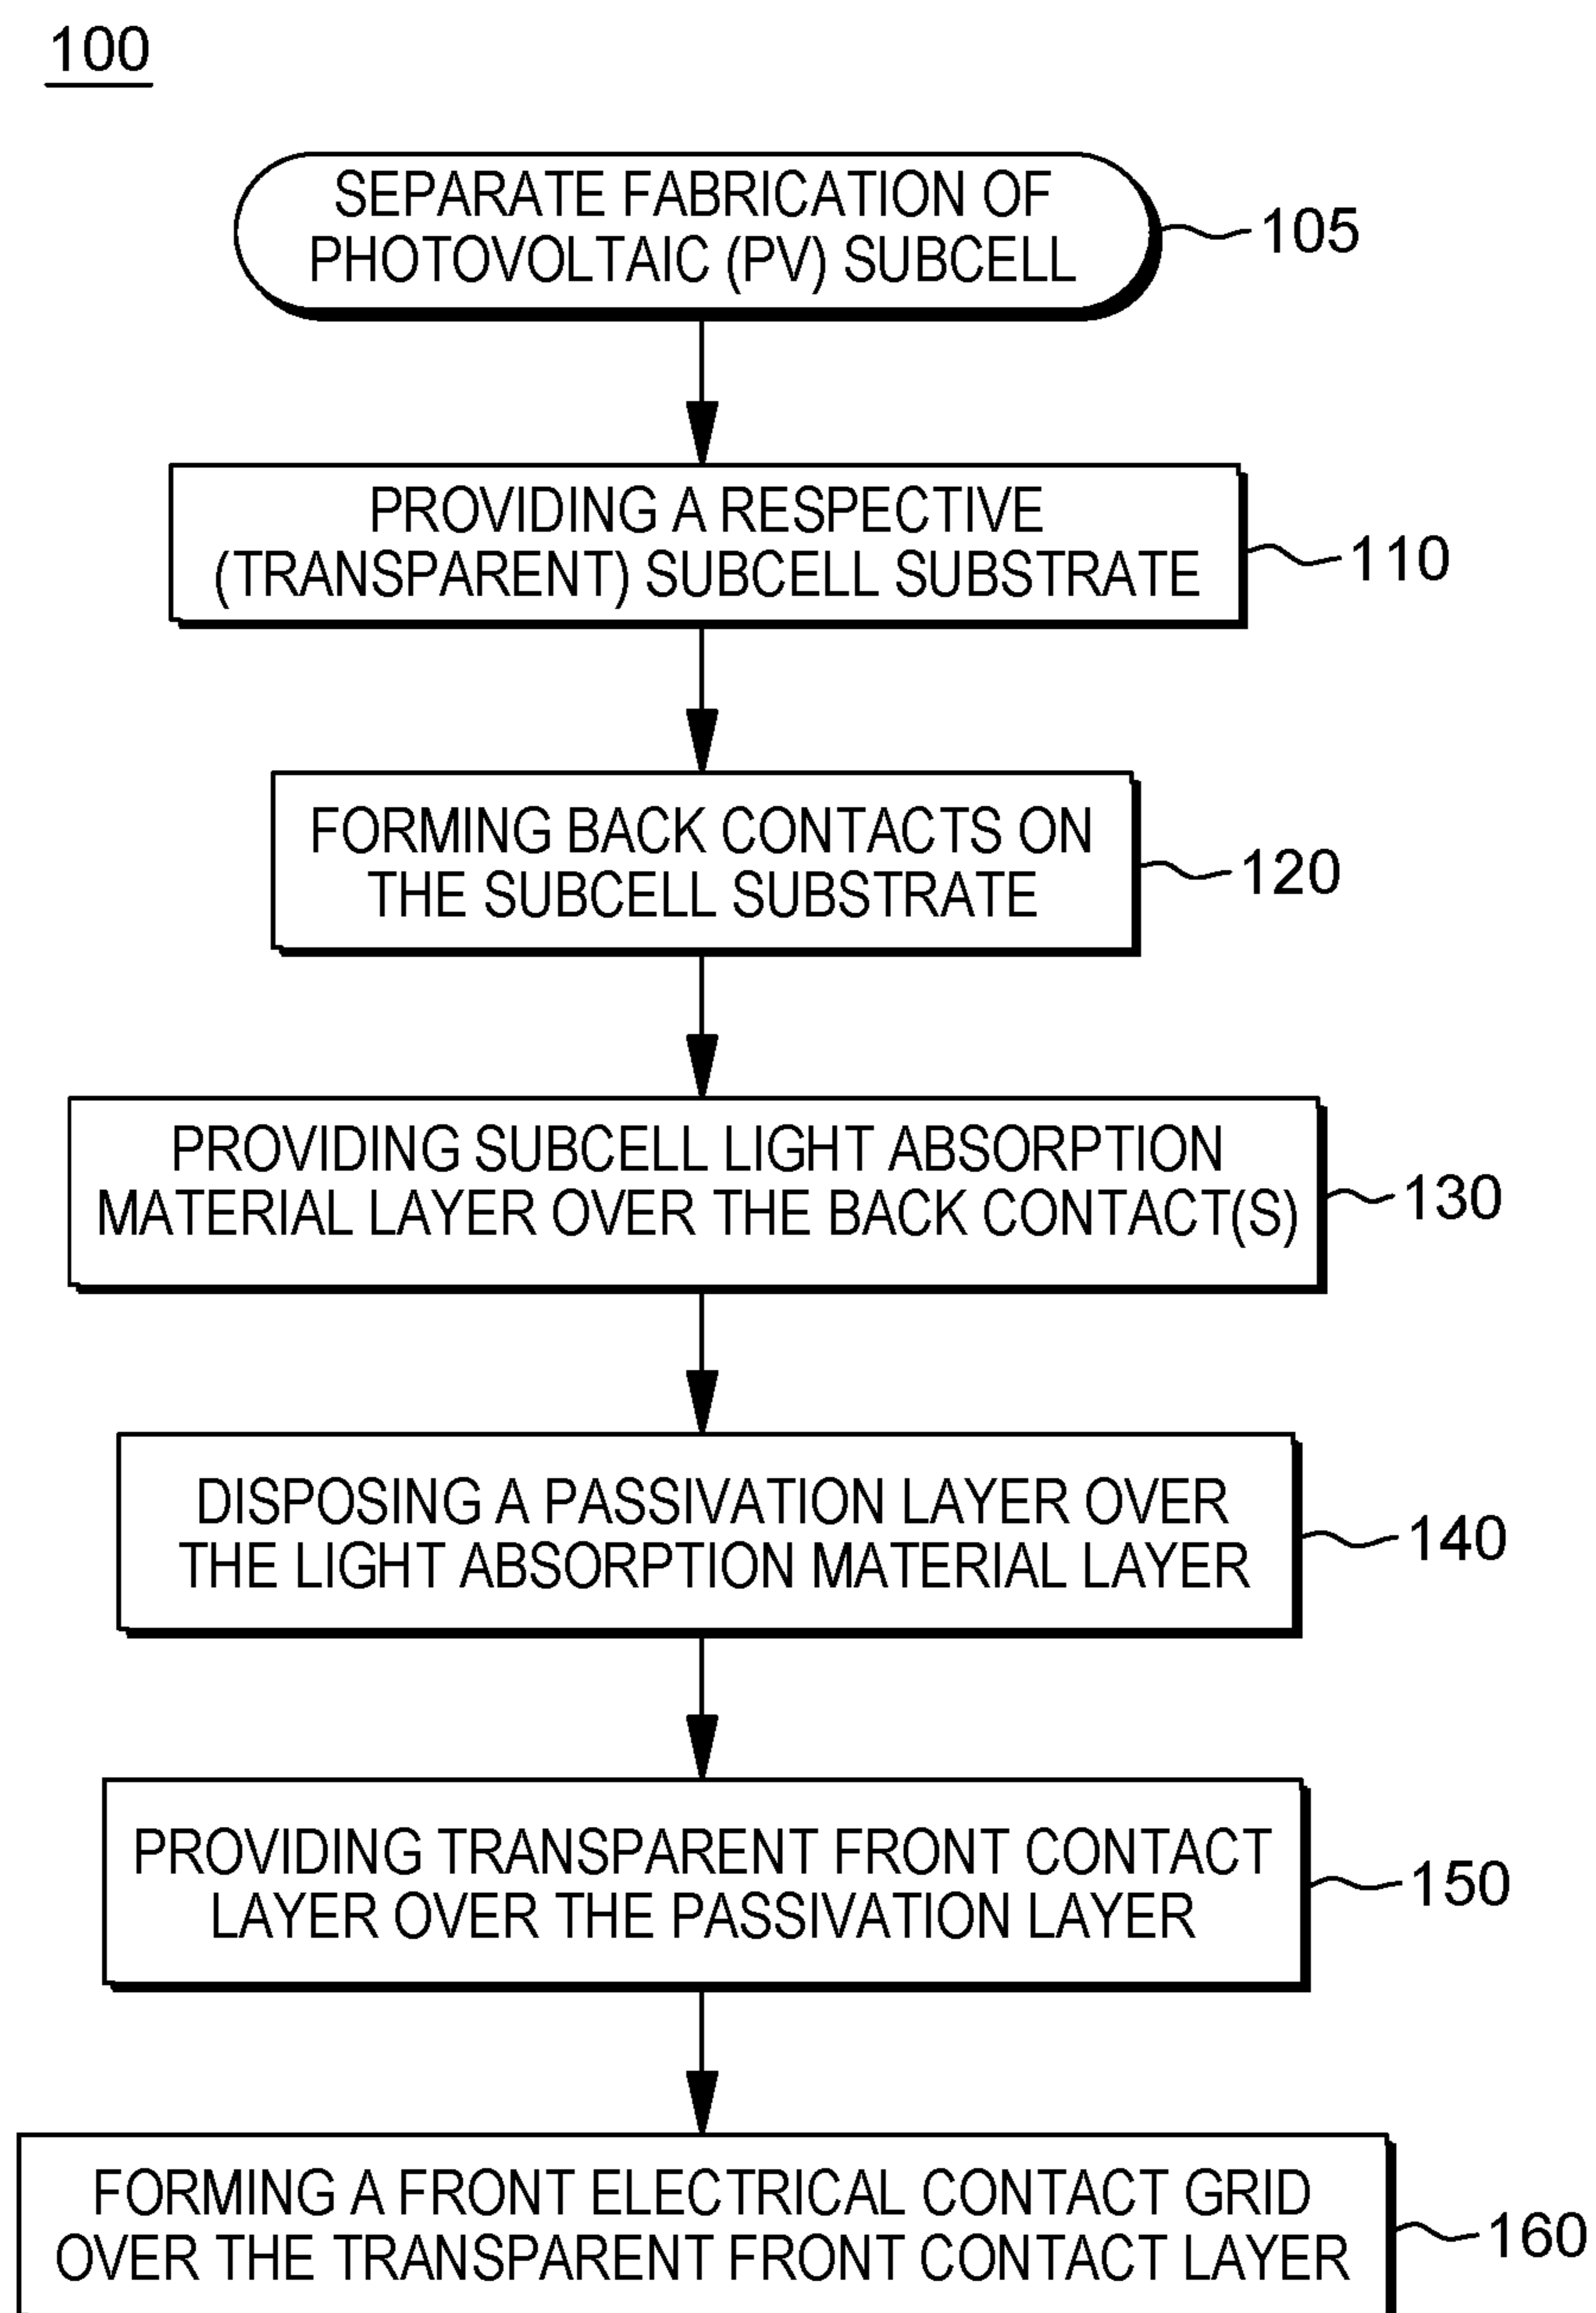 100
SEPARATE FABRICATION OF
PHOTOVOLTAIC (PV) SUBCELL
105
PROVIDING A RESPECTIVE
(TRANSPARENT) SUBCELL SUBSTRATE
110
FORMING BACK CONTACTS ON
THE SUBCELL SUBSTRATE
120
PROVIDING SUBCELL LIGHT ABSORPTION
MATERIAL LAYER OVER THE BACK CONTACT(S)
130
DISPOSING A PASSIVATION LAYER OVER
THE LIGHT ABSORPTION MATERIAL LAYER
140
PROVIDING TRANSPARENT FRONT CONTACT
LAYER OVER THE PASSIVATION LAYER
150
FORMING A FRONT ELECTRICAL CONTACT GRID
OVER THE TRANSPARENT FRONT CONTACT LAYER
160